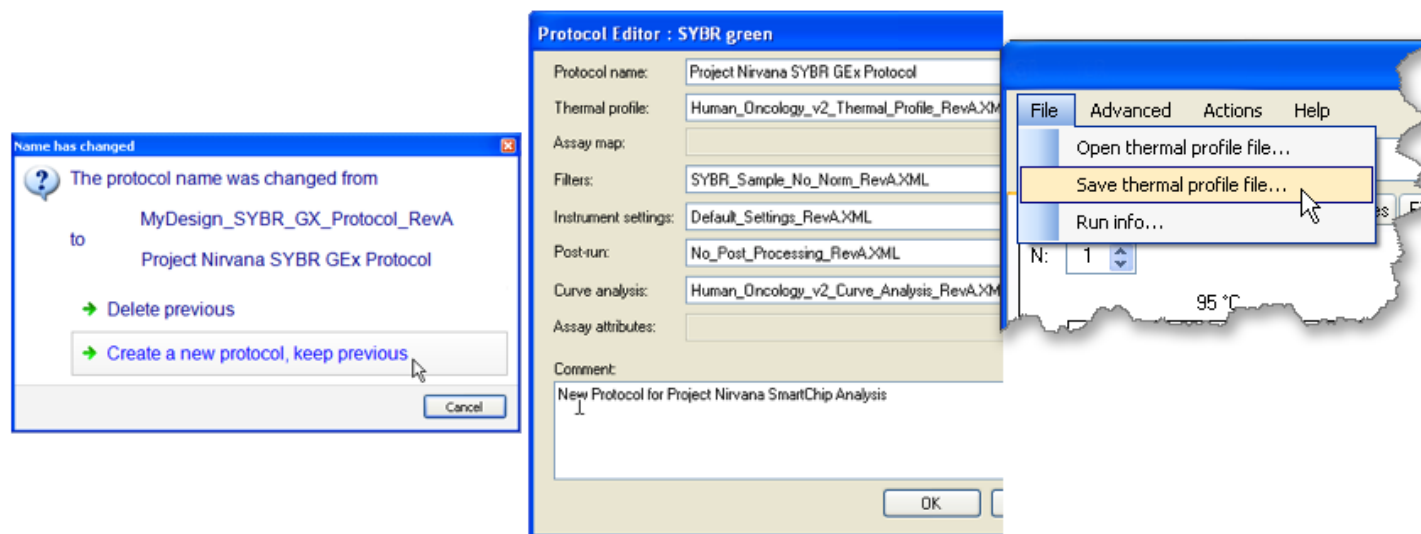 Name has changed
The protocol name was changed from
MyDesign_SYBR_GX_Protocol_RevA
to
Project Nirvana SYBR GEx Protocol
Delete previous
Create a new protocol, keep previous
Cancel
Protocol Editor : SYBR green
Protocol name: Project Nirvana SYBR GEx Protocol
Thermal profile: Human_Oncology_v2_Thermal_Profile_RevA.XM
Assay map:
Filters: SYBR_Sample_No_Norm_RevA.XML
Instrument settings: Default_Settings_RevA.XML
Post-run: No_Post_Processing_RevA.XML
Curve analysis: Human_Oncology_v2_Curve_Analysis_RevA.XM
Assay attributes:
Comment:
New Protocol for Project Nirvana SmartChip Analysis
OK
File Advanced Actions Help
Open thermal profile file...
Save thermal profile file...
Run info...
N: 1
95 °C